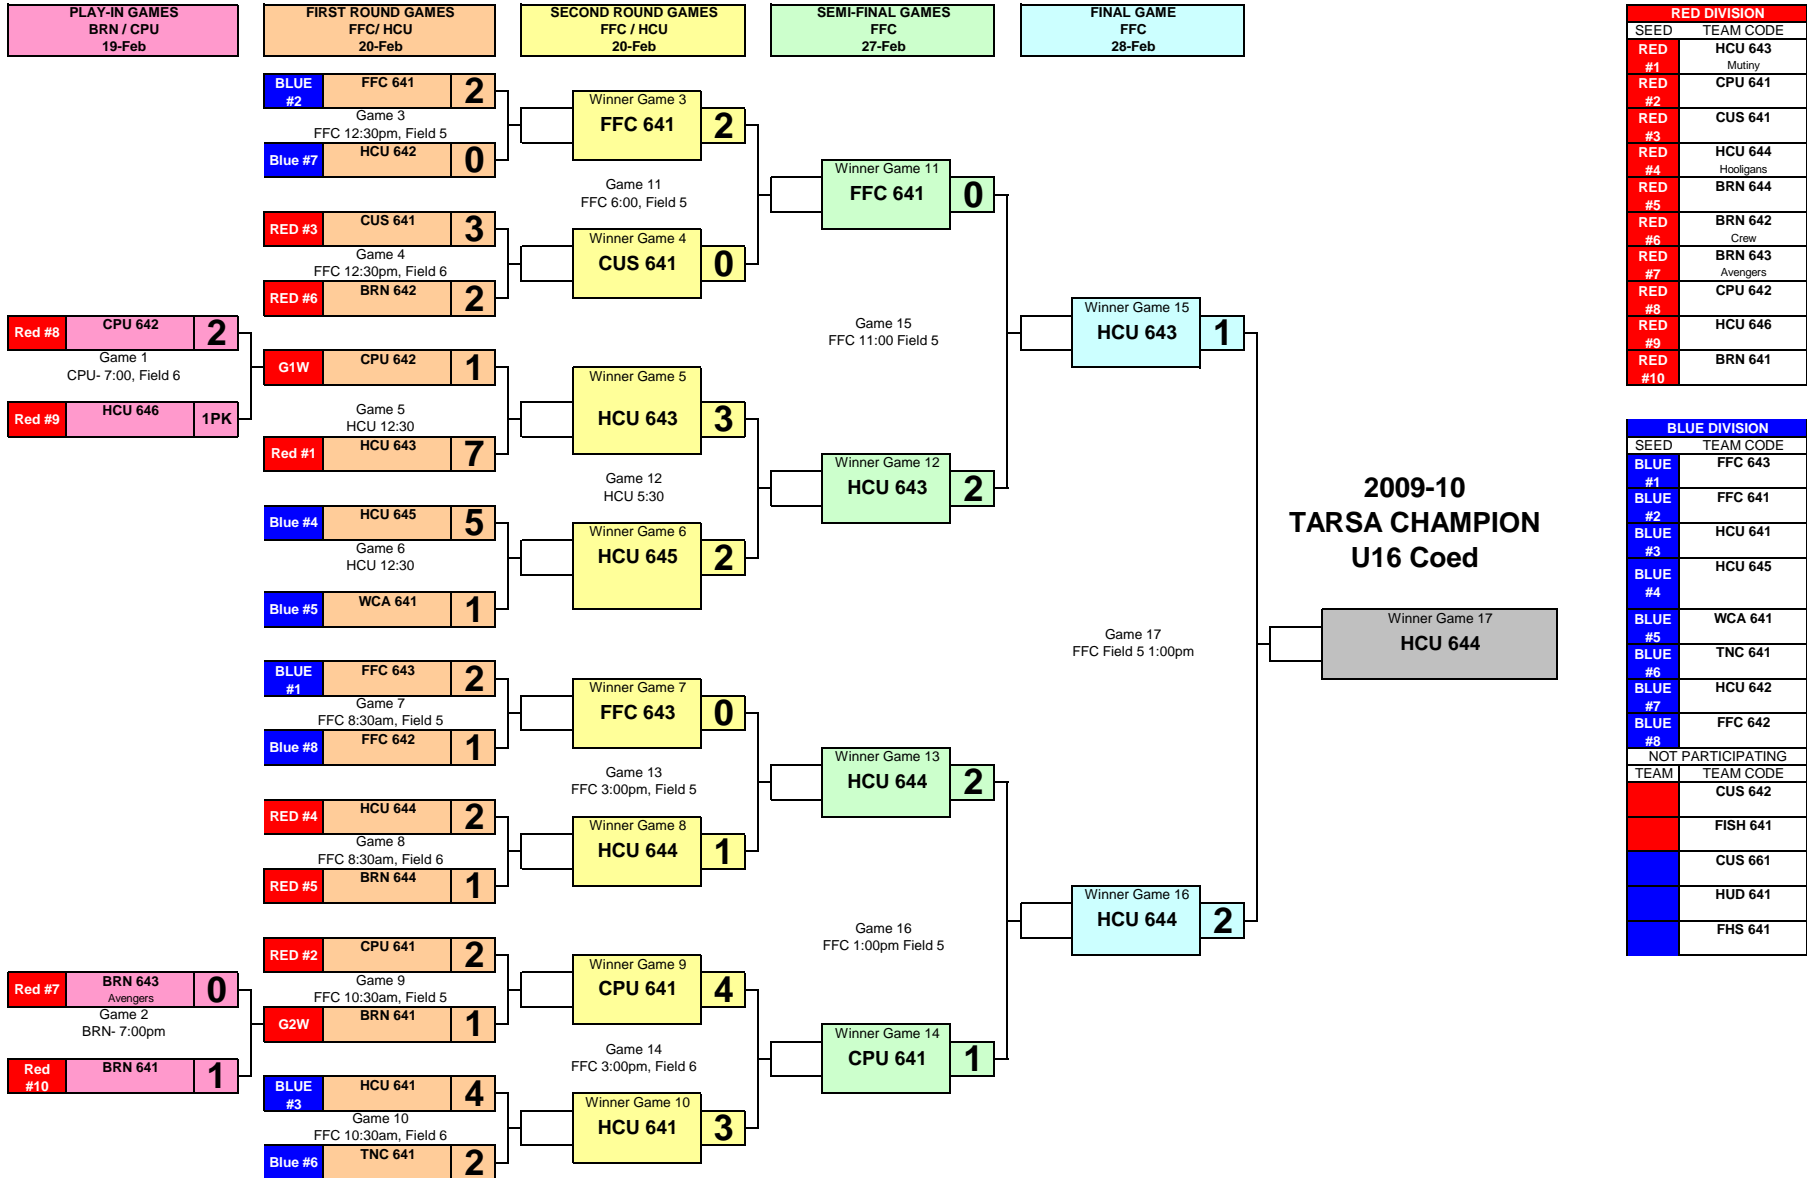 PLAY-IN GAMES
BRN / CPU
19-Feb
FIRST ROUND GAMES
FFC/ HCU
20-Feb
SECOND ROUND GAMES
FFC / HCU
20-Feb
SEMI-FINAL GAMES
FFC
27-Feb
FINAL GAME
FFC
28-Feb
Red #8 CPU 642 2
Game 1
CPU- 7:00, Field 6
Red #9 HCU 646 1PK
Red #7 BRN 643 0
Avengers
Game 2
BRN- 7:00pm
Red #10 BRN 641 1
BLUE #2 FFC 641 2
Game 3
FFC 12:30pm, Field 5
Blue #7 HCU 642 0
RED #3 CUS 641 3
Game 4
FFC 12:30pm, Field 6
RED #6 BRN 642 2
G1W CPU 642 1
Game 5
HCU 12:30
Red #1 HCU 643 7
Blue #4 HCU 645 5
Game 6
HCU 12:30
Blue #5 WCA 641 1
BLUE #1 FFC 643 2
Game 7
FFC 8:30am, Field 5
Blue #8 FFC 642 1
RED #4 HCU 644 2
Game 8
FFC 8:30am, Field 6
RED #5 BRN 644 1
RED #2 CPU 641 2
Game 9
FFC 10:30am, Field 5
G2W BRN 641 1
BLUE #3 HCU 641 4
Game 10
FFC 10:30am, Field 6
Blue #6 TNC 641 2
Winner Game 3
FFC 641 2
Game 11
FFC 6:00, Field 5
Winner Game 4
CUS 641 0
Winner Game 5
HCU 643 3
Game 12
HCU 5:30
Winner Game 6
HCU 645 2
Winner Game 7
FFC 643 0
Game 13
FFC 3:00pm, Field 5
Winner Game 8
HCU 644 1
Winner Game 9
CPU 641 4
Game 14
FFC 3:00pm, Field 6
Winner Game 10
HCU 641 3
Winner Game 11
FFC 641 0
Game 15
FFC 11:00 Field 5
Winner Game 12
HCU 643 2
Winner Game 13
HCU 644 2
Game 16
FFC 1:00pm Field 5
Winner Game 14
CPU 641 1
Winner Game 15
HCU 643 1
Game 17
FFC Field 5 1:00pm
Winner Game 16
HCU 644 2
2009-10
TARSA CHAMPION
U16 Coed
Winner Game 17
HCU 644
RED DIVISION
SEED TEAM CODE
RED #1 HCU 643
Mutiny
RED #2 CPU 641
RED #3 CUS 641
RED #4 HCU 644
Hooligans
RED #5 BRN 644
RED #6 BRN 642
Crew
RED #7 BRN 643
Avengers
RED #8 CPU 642
RED #9 HCU 646
RED #10 BRN 641
BLUE DIVISION
SEED TEAM CODE
BLUE #1 FFC 643
BLUE #2 FFC 641
BLUE #3 HCU 641
BLUE #4 HCU 645
BLUE #5 WCA 641
BLUE #6 TNC 641
BLUE #7 HCU 642
BLUE #8 FFC 642
NOT PARTICIPATING
TEAM TEAM CODE
CUS 642
FISH 641
CUS 661
HUD 641
FHS 641